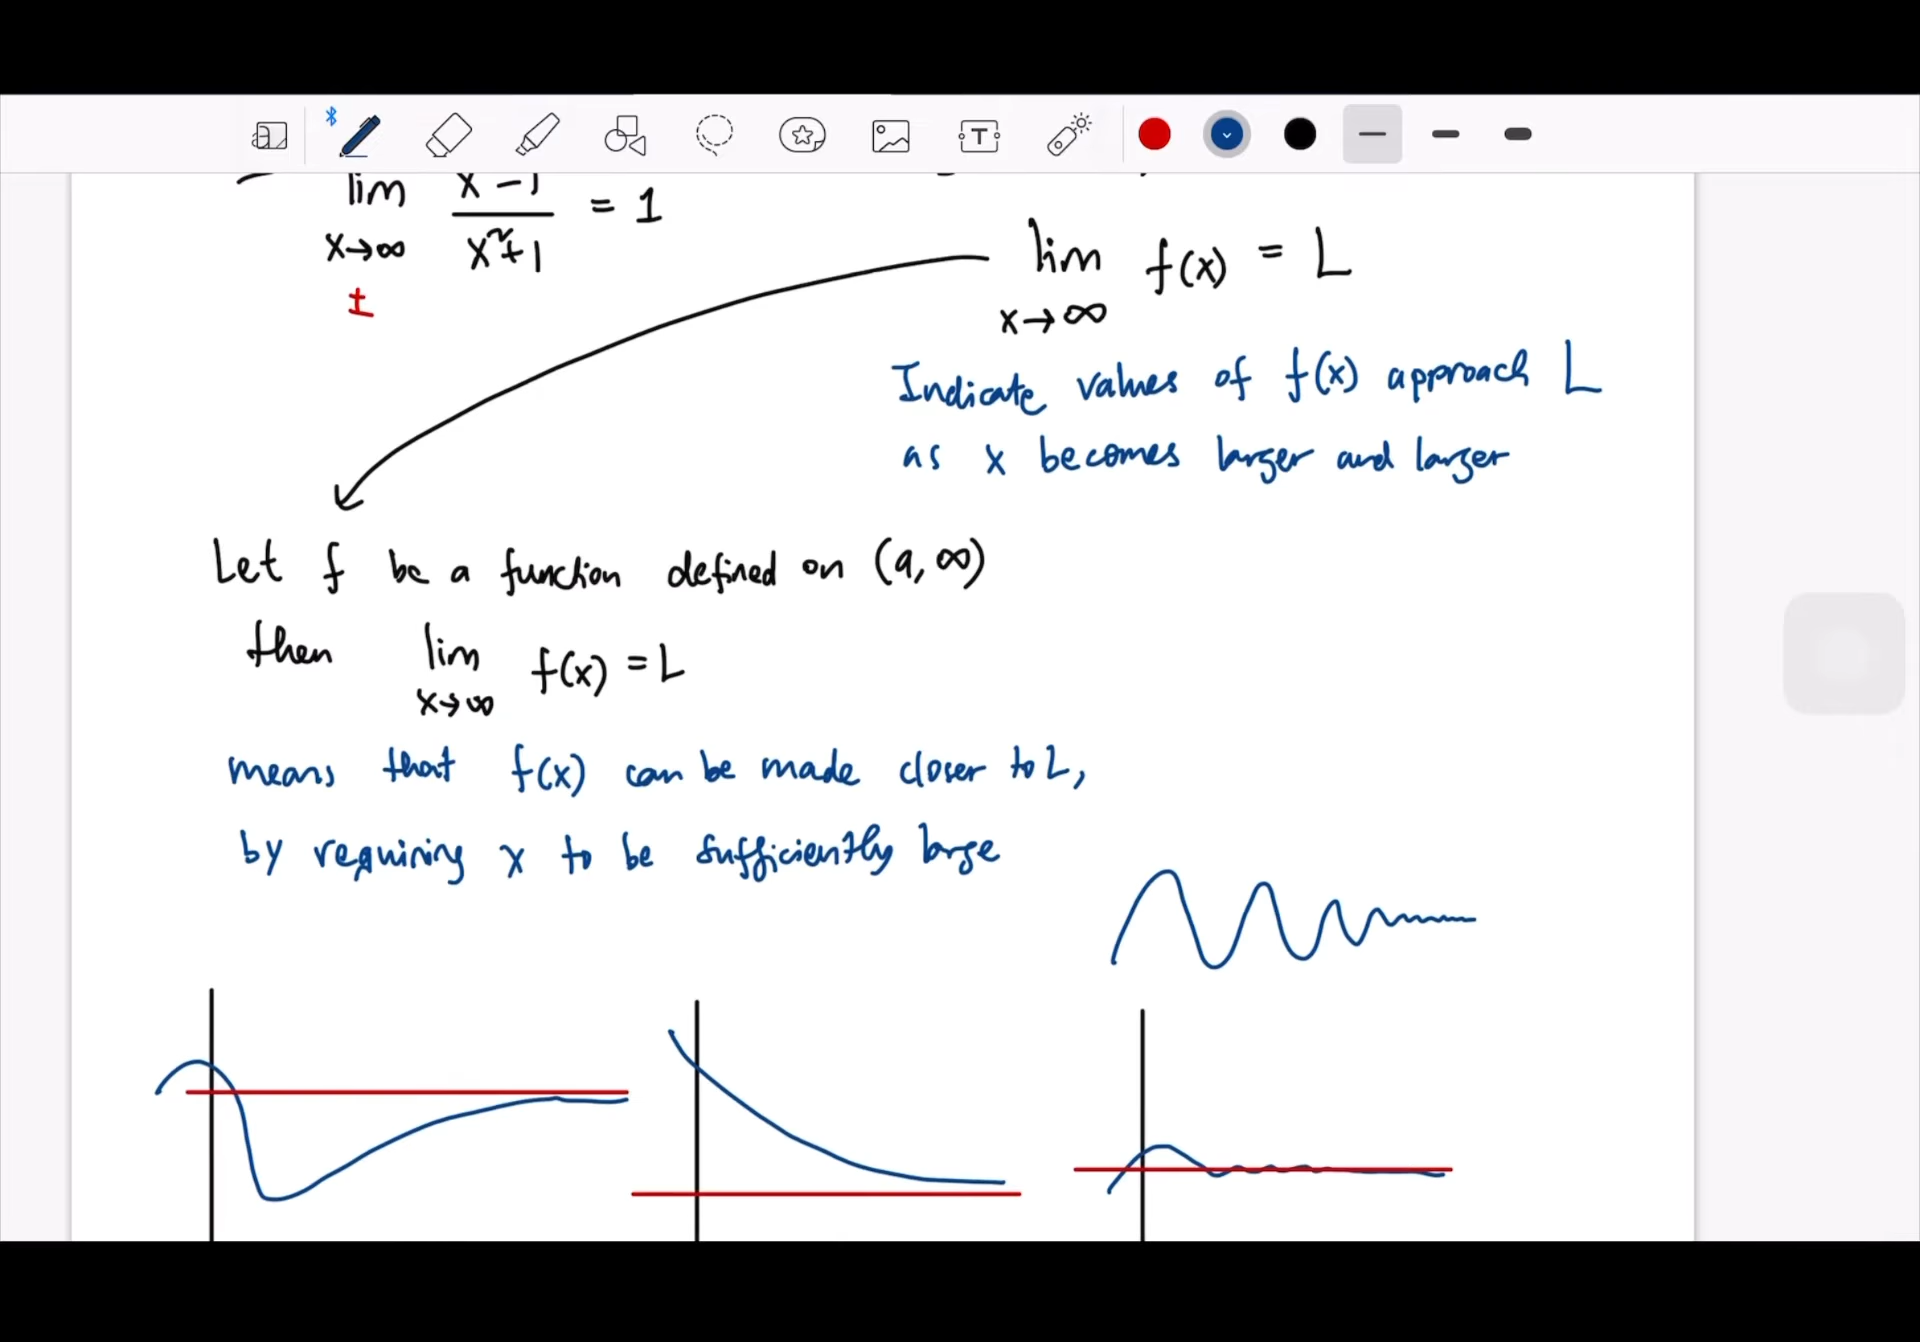 lim x-1/x²+1 = 1
x→∞
±
lim f(x) = L
x→∞
Indicate values of f(x) approach L
as x becomes larger and larger
Let f be a function defined on (a, ∞)
then lim f(x) = L
x→∞
means that f(x) can be made closer to L,
by requiring x to be sufficiently large